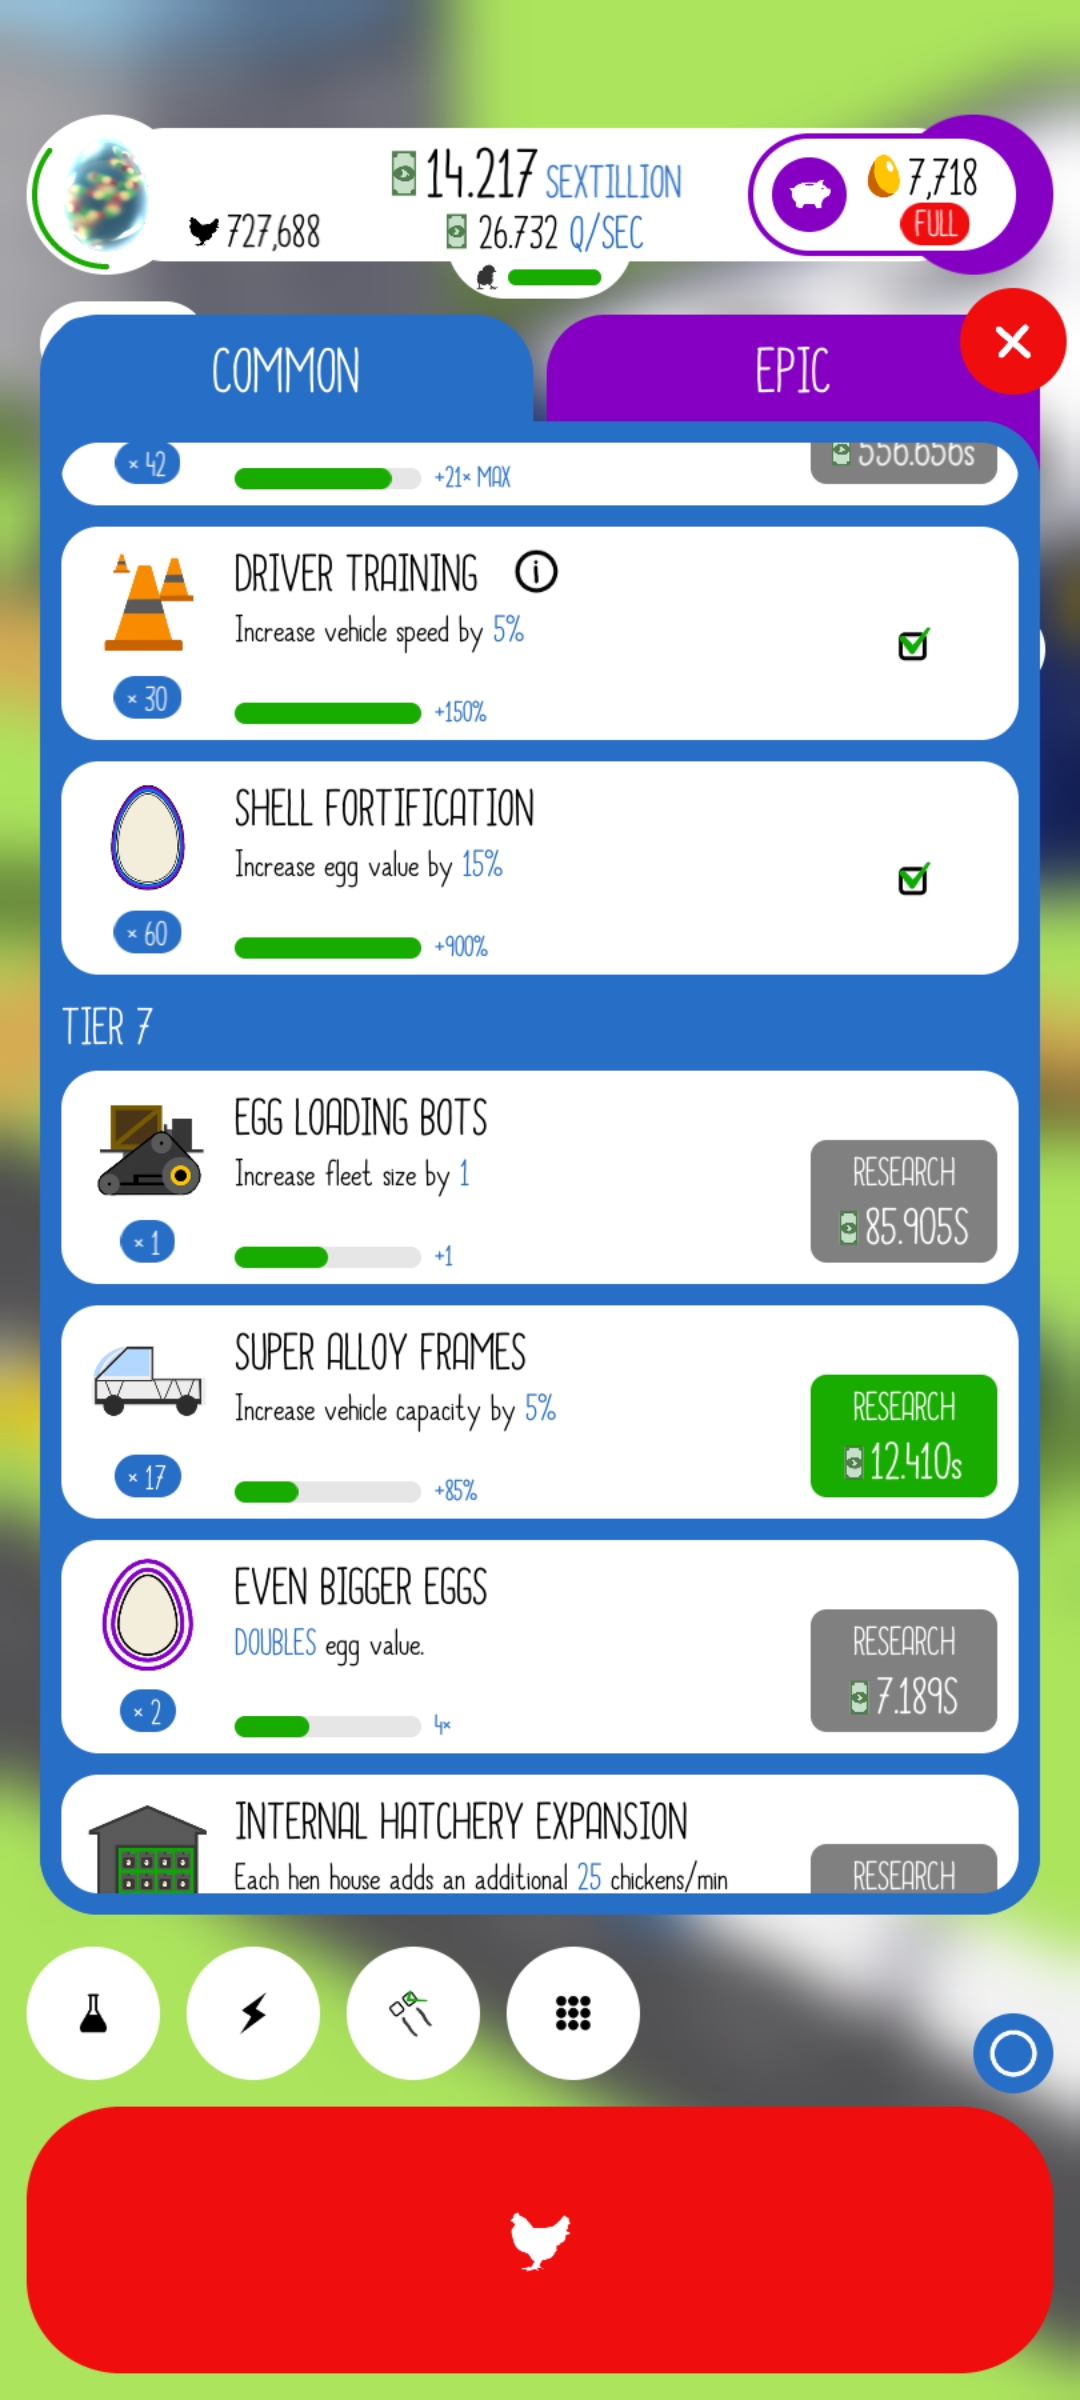 14.217 SEXTILLION
7,718
727,688
26.732 Q/SEC
FULL
COMMON
EPIC
× 42
+21× MAX
556.656s
DRIVER TRAINING
Increase vehicle speed by 5%
× 30
+150%
SHELL FORTIFICATION
Increase egg value by 15%
× 60
+900%
TIER 7
EGG LOADING BOTS
Increase fleet size by 1
RESEARCH
85.905S
× 1
+1
SUPER ALLOY FRAMES
Increase vehicle capacity by 5%
RESEARCH
12.410s
× 17
+85%
EVEN BIGGER EGGS
DOUBLES egg value.
RESEARCH
7.189S
× 2
4×
INTERNAL HATCHERY EXPANSION
Each hen house adds an additional 25 chickens/min
RESEARCH